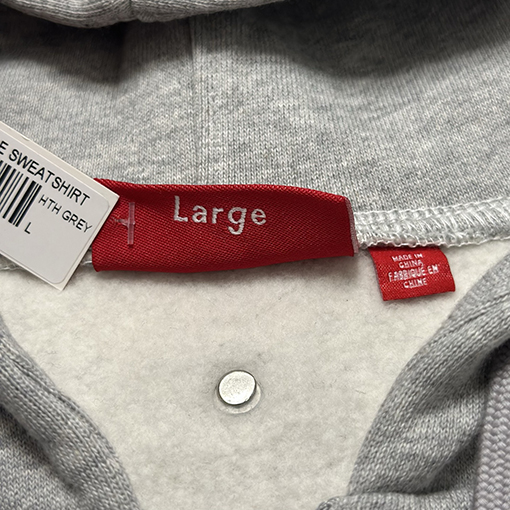 E SWEATSHIRT
HTH GREY
L
Large
MADE IN
CHINA
FABRIQUE EN
CHINE